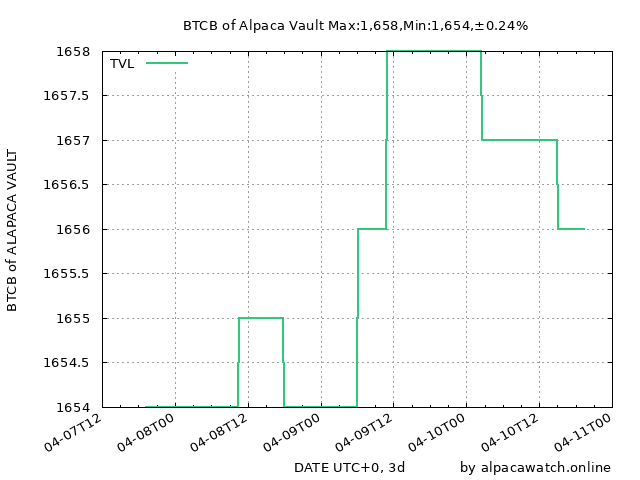 BTCB of Alpaca Vault Max:1,658,Min:1,654,±0.24%
TVL
BTCB of ALAPACA VAULT
1658
1657.5
1657
1656.5
1656
1655.5
1655
1654.5
1654
04-07T12
04-08T00
04-08T12
04-09T00
04-09T12
04-10T00
04-10T12
04-11T00
DATE UTC+0, 3d
by alpacawatch.online